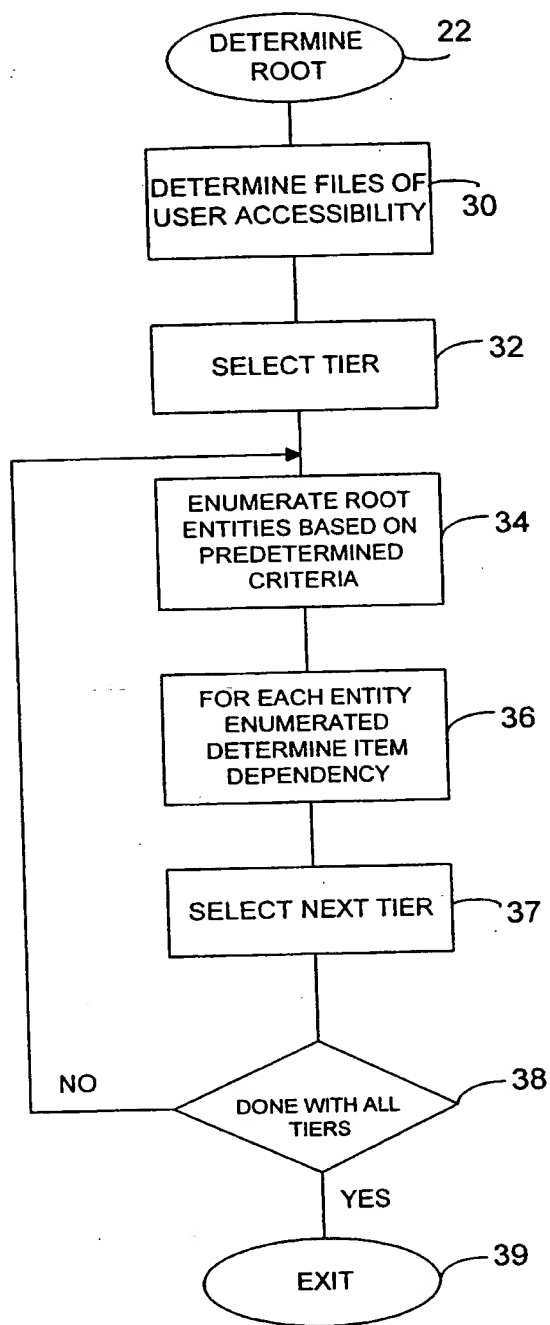 DETERMINE
ROOT
22
DETERMINE FILES OF
USER ACCESSIBILITY
30
SELECT TIER
32
ENUMERATE ROOT
ENTITIES BASED ON
PREDETERMINED
CRITERIA
34
FOR EACH ENTITY
ENUMERATED
DETERMINE ITEM
DEPENDENCY
36
SELECT NEXT TIER
37
NO
DONE WITH ALL
TIERS
38
YES
EXIT
39